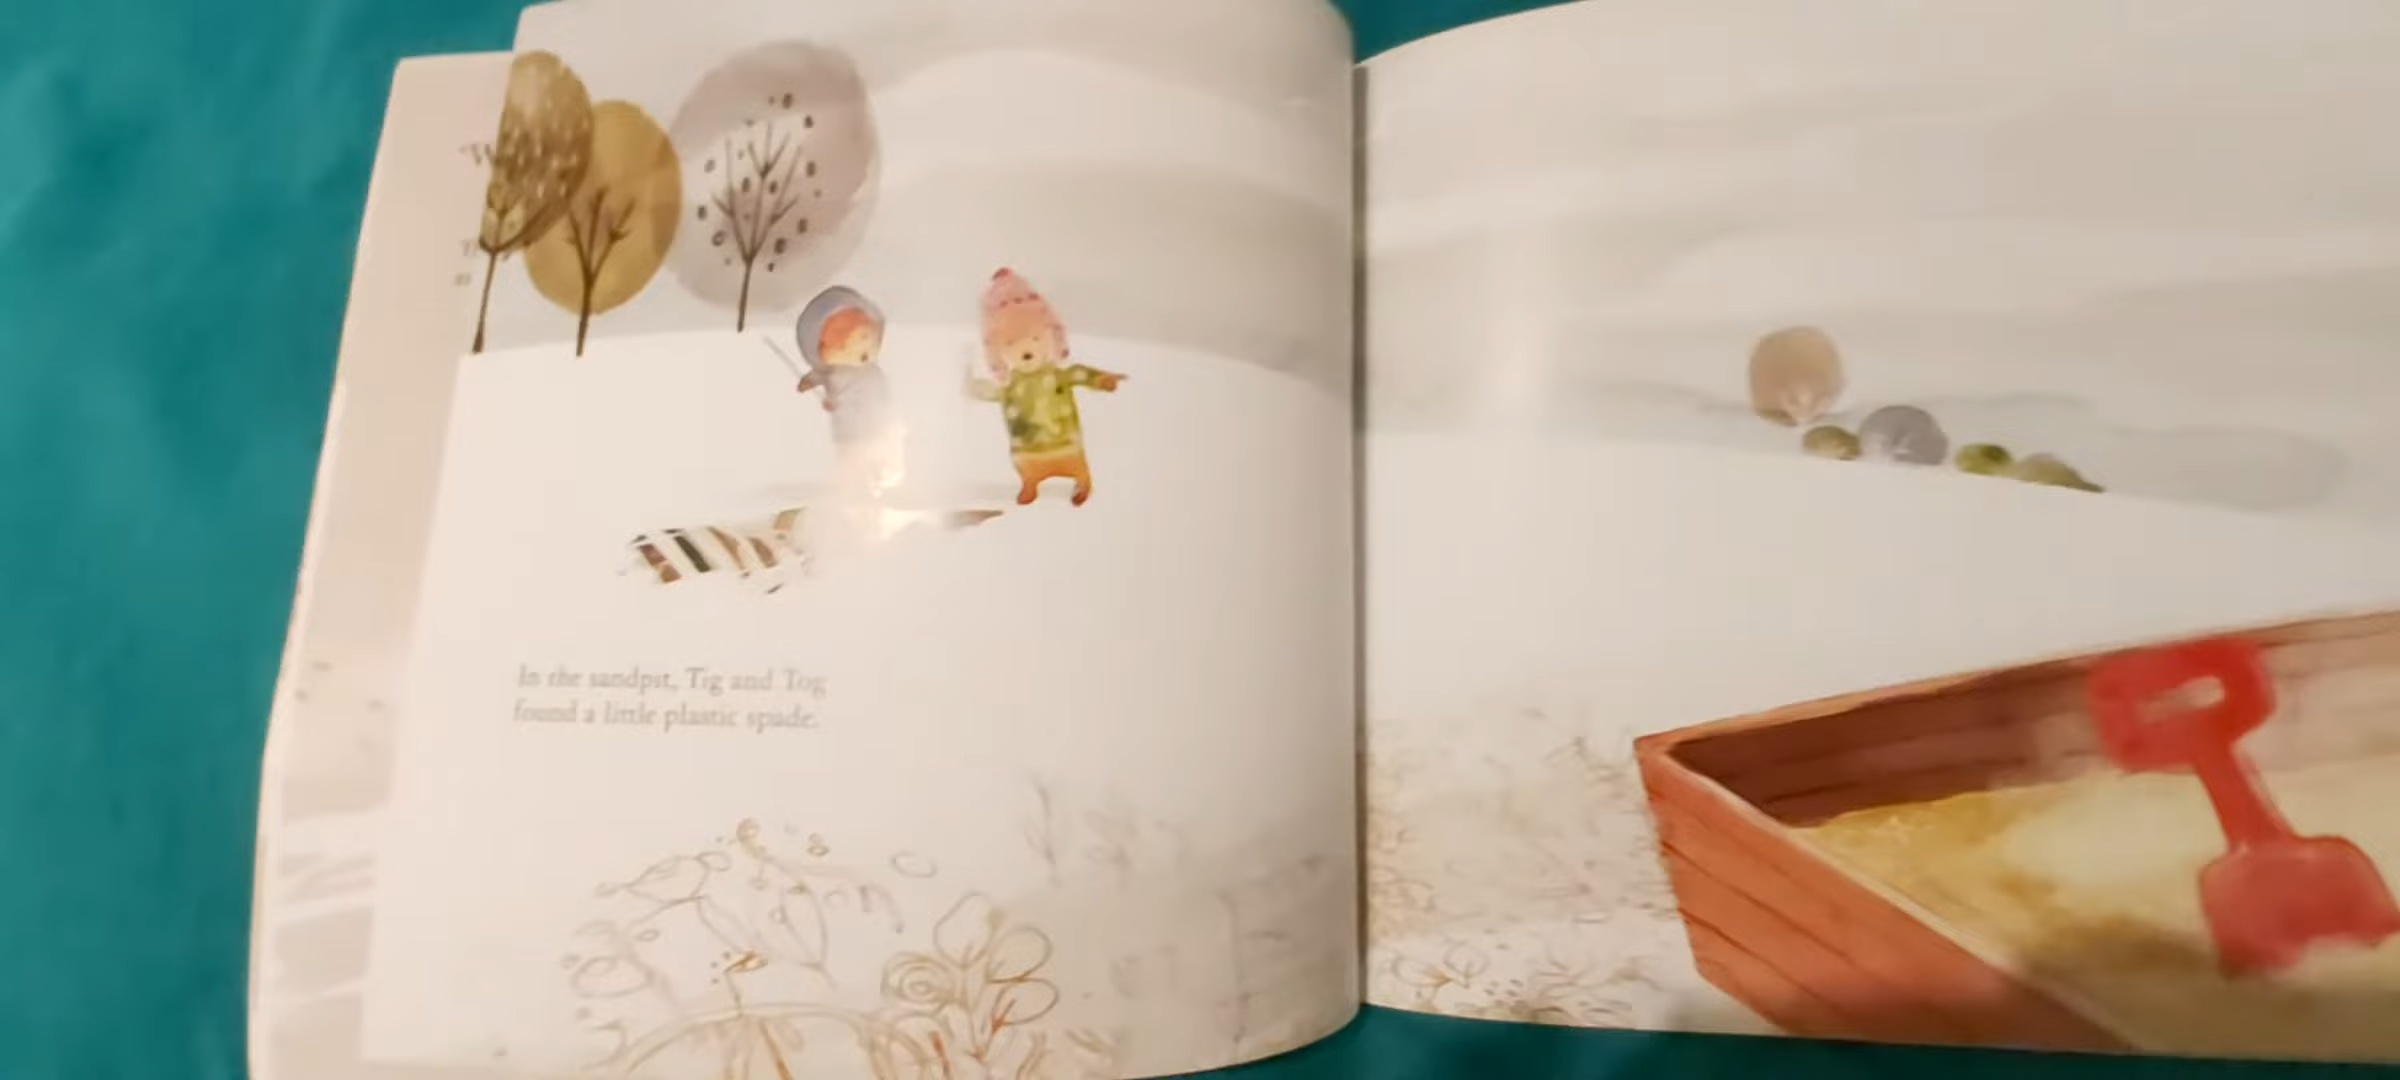 In the sandpit, Tig and Tog
found a little plastic spade.